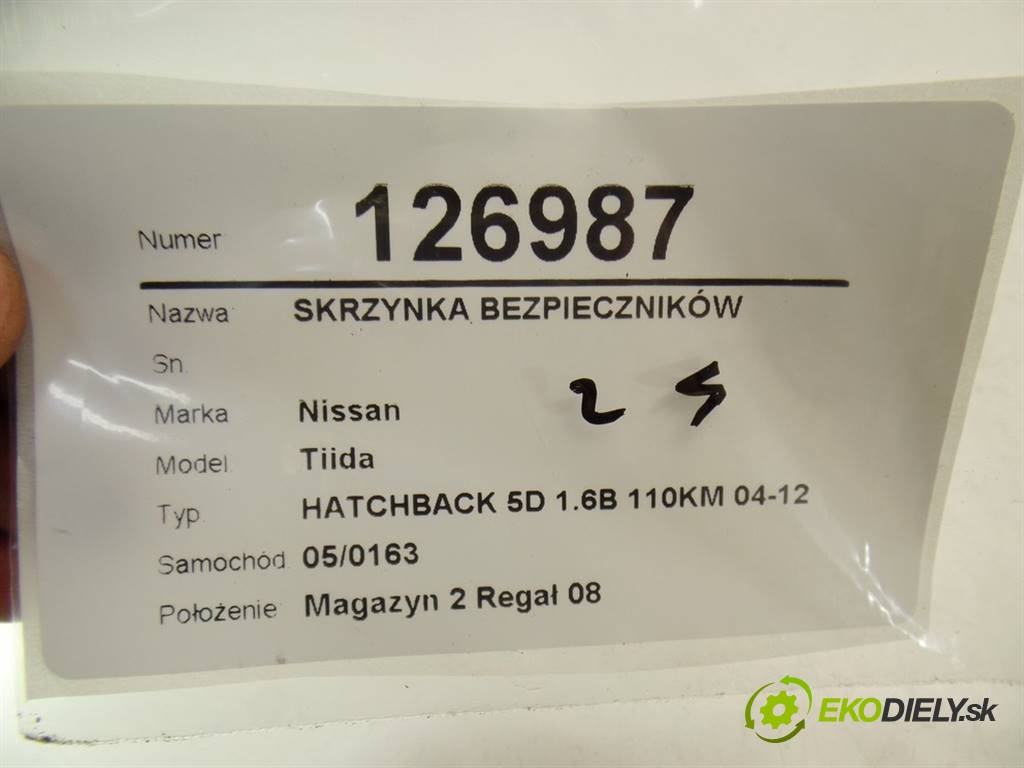 Numer 126987
Nazwa SKRZYNKA BEZPIECZNIKÓW
Sn.
Marka Nissan
2
Model Tiida
Typ. HATCHBACK 5D 1.6B 110KM 04-12
Samochód 05/0163
Położenie Magazyn 2 Regał 08
EKODIELY.sk